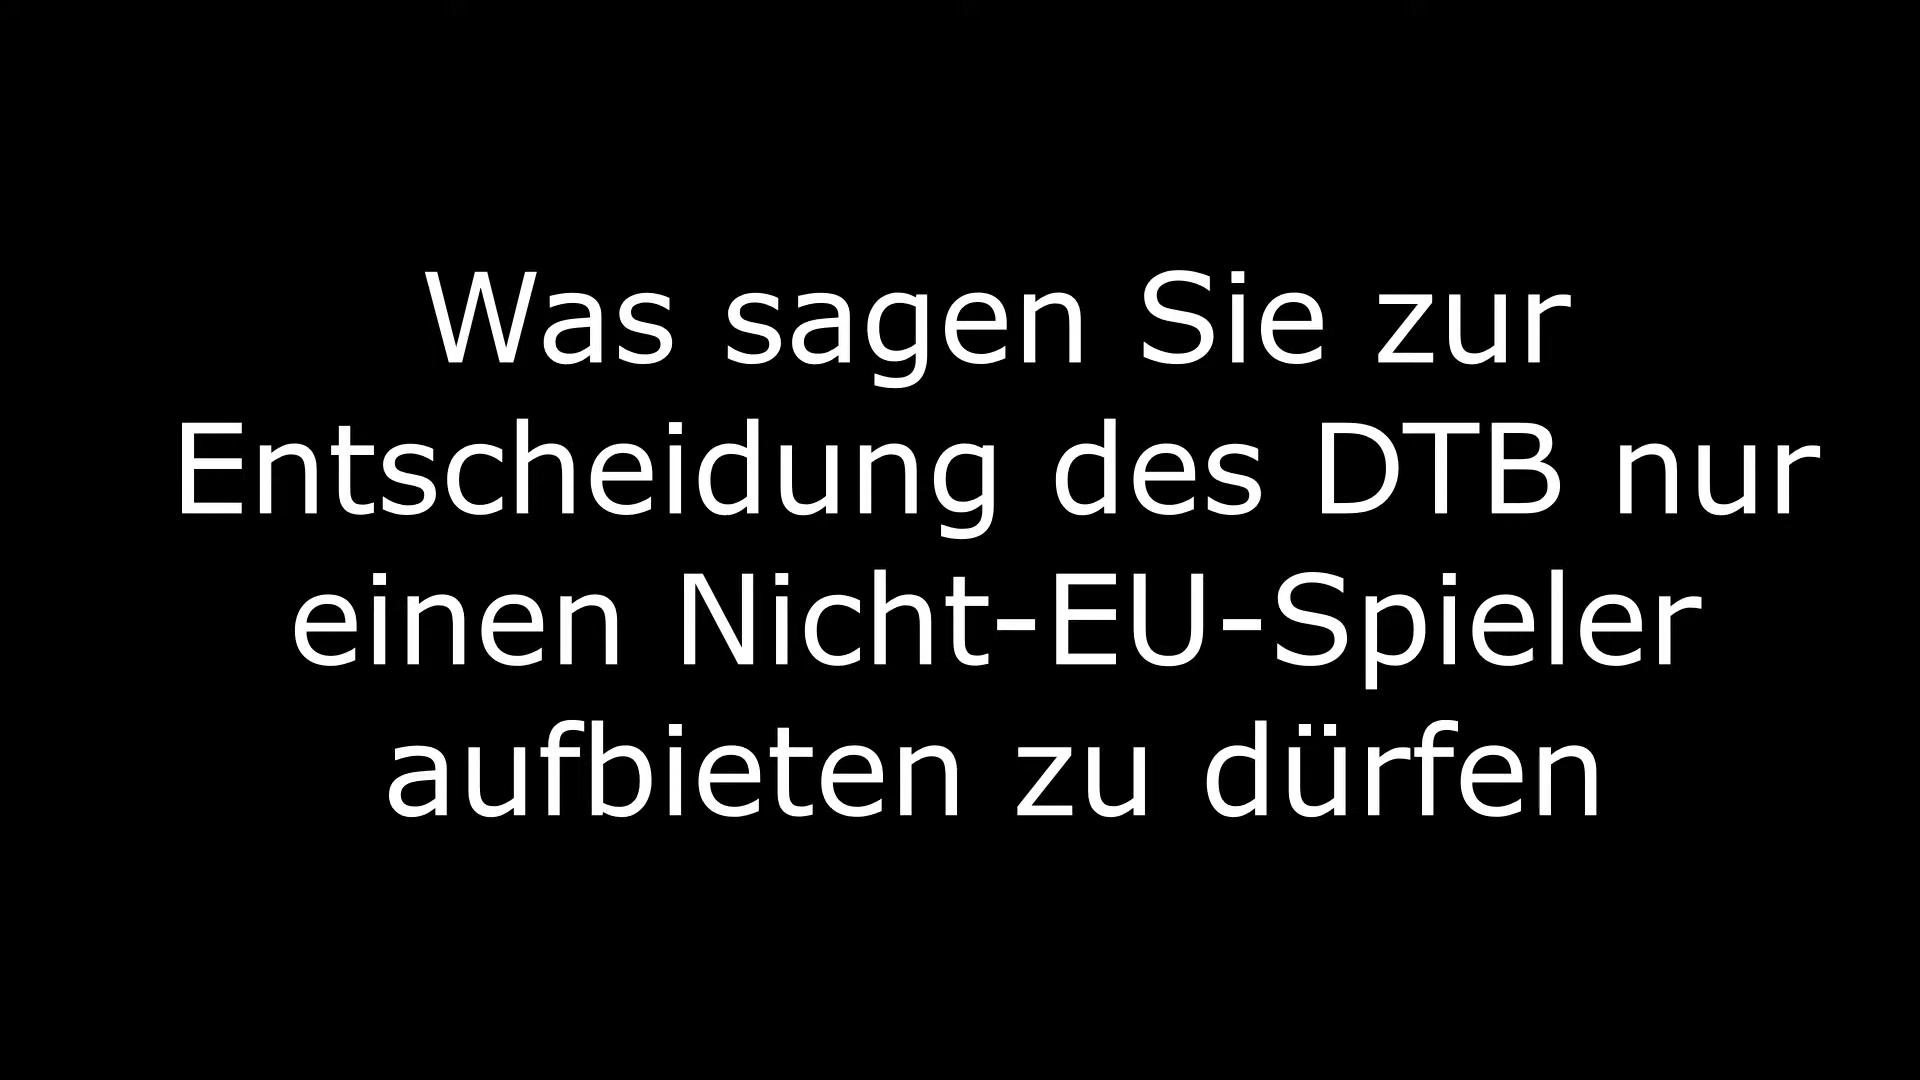 Was sagen Sie zur
Entscheidung des DTB nur
einen Nicht-EU-Spieler
aufbieten zu dürfen